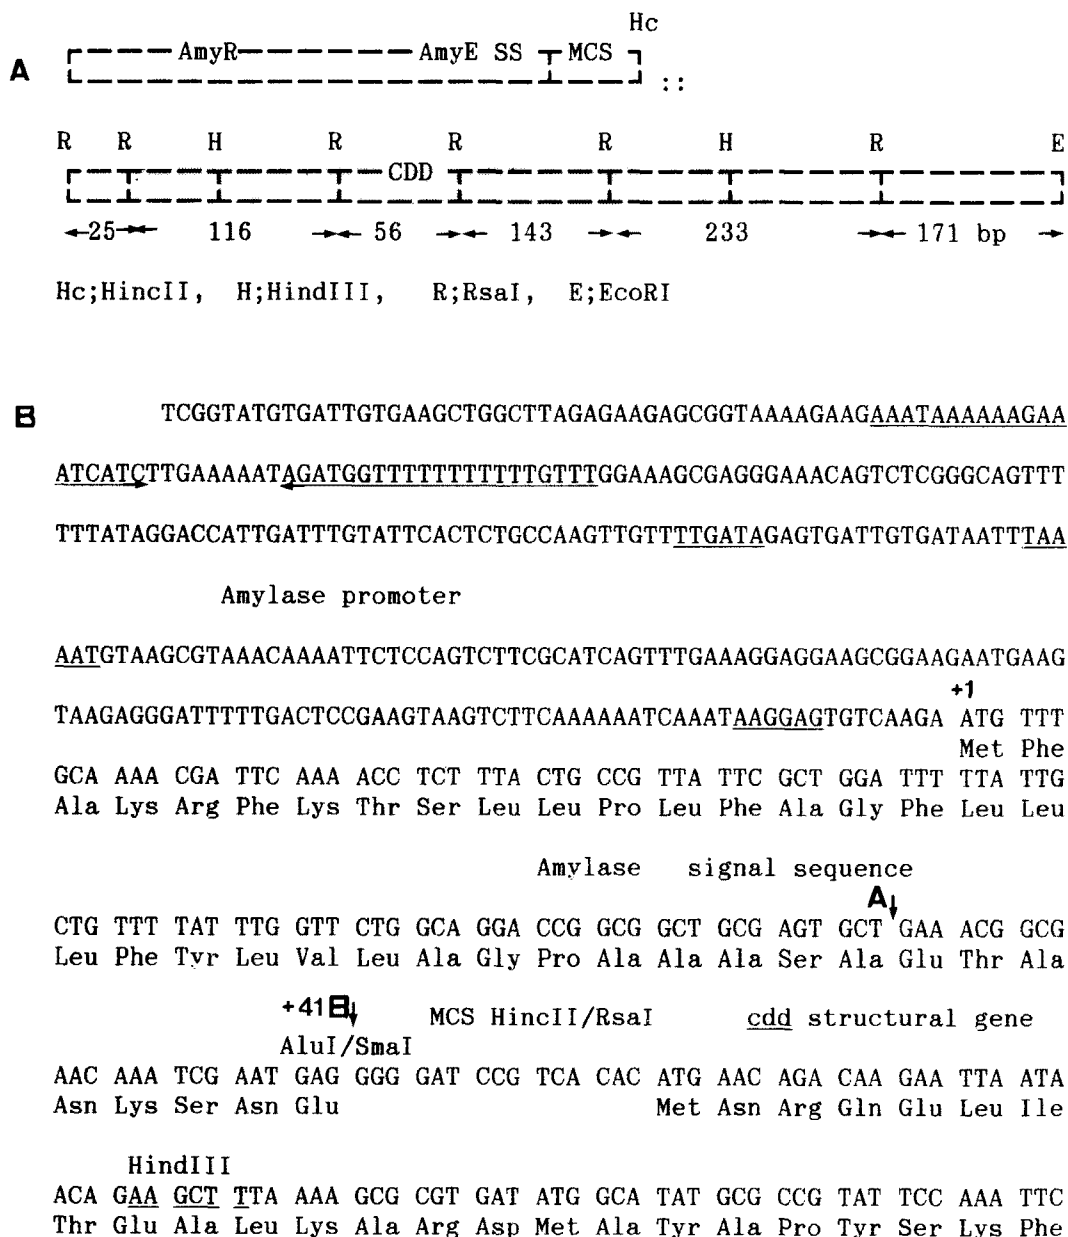 Hc
A AmyR AmyE SS MCS ::
R R H R R R H R E
CDD
25 116 56 143 233 171 bp
Hc;HincII, H;HindIII, R;RsaI, E;EcoRI
B TCGGTATGTGATTGTGAAGCTGGCTTAGAGAAGAGCGGTAAAAGAAGAAATAAAAAAGAA
ATCATCTTGAAAAATAGATGGTTTTTTTTTTTGTTTGGAAAGCGAGGGAAACAGTCTCGGGCAGTTT
TTTATAGGACCATTGATTTGTATTCACTCTGCCAAGTTGTTTTGATAGAGTGATTGTGATAATTTTAA
Amylase promoter
AATGTAAGCGTAAACAAAATTCTCCAGTCTTCGCATCAGTTTGAAAGGAGGAAGCGGAAGAATGAAG
+1
TAAGAGGGATTTTTGACTCCGAAGTAAGTCTTCAAAAAATCAAATAAGGAGTGTCAAGA ATG TTT
Met Phe
GCA AAA CGA TTC AAA ACC TCT TTA CTG CCG TTA TTC GCT GGA TTT TTA TTG
Ala Lys Arg Phe Lys Thr Ser Leu Leu Pro Leu Phe Ala Gly Phe Leu Leu
Amylase signal sequence
A
CTG TTT TAT TTG GTT CTG GCA GGA CCG GCG GCT GCG AGT GCT GAA ACG GCG
Leu Phe Tyr Leu Val Leu Ala Gly Pro Ala Ala Ala Ser Ala Glu Thr Ala
+41 B MCS HincII/RsaI cdd structural gene
AluI/SmaI
AAC AAA TCG AAT GAG GGG GAT CCG TCA CAC ATG AAC AGA CAA GAA TTA ATA
Asn Lys Ser Asn Glu Met Asn Arg Gln Glu Leu Ile
HindIII
ACA GAA GCT TTA AAA GCG CGT GAT ATG GCA TAT GCG CCG TAT TCC AAA TTC
Thr Glu Ala Leu Lys Ala Arg Asp Met Ala Tyr Ala Pro Tyr Ser Lys Phe